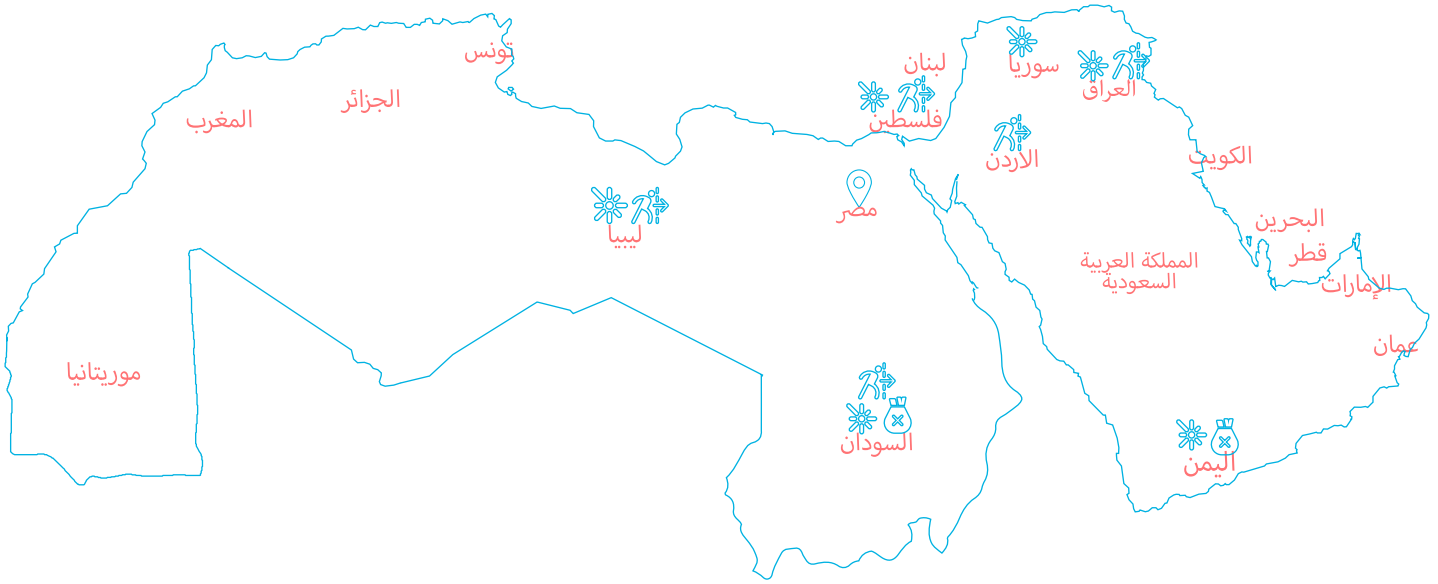 تونس
لبنان
سوريا
العراق
الجزائر
المغرب
فلسطين
الاردن
الكويت
مصر
البحرين
ليبيا
قطر
المملكة العربية
السعودية
الإمارات
عمان
موريتانيا
السودان
اليمن